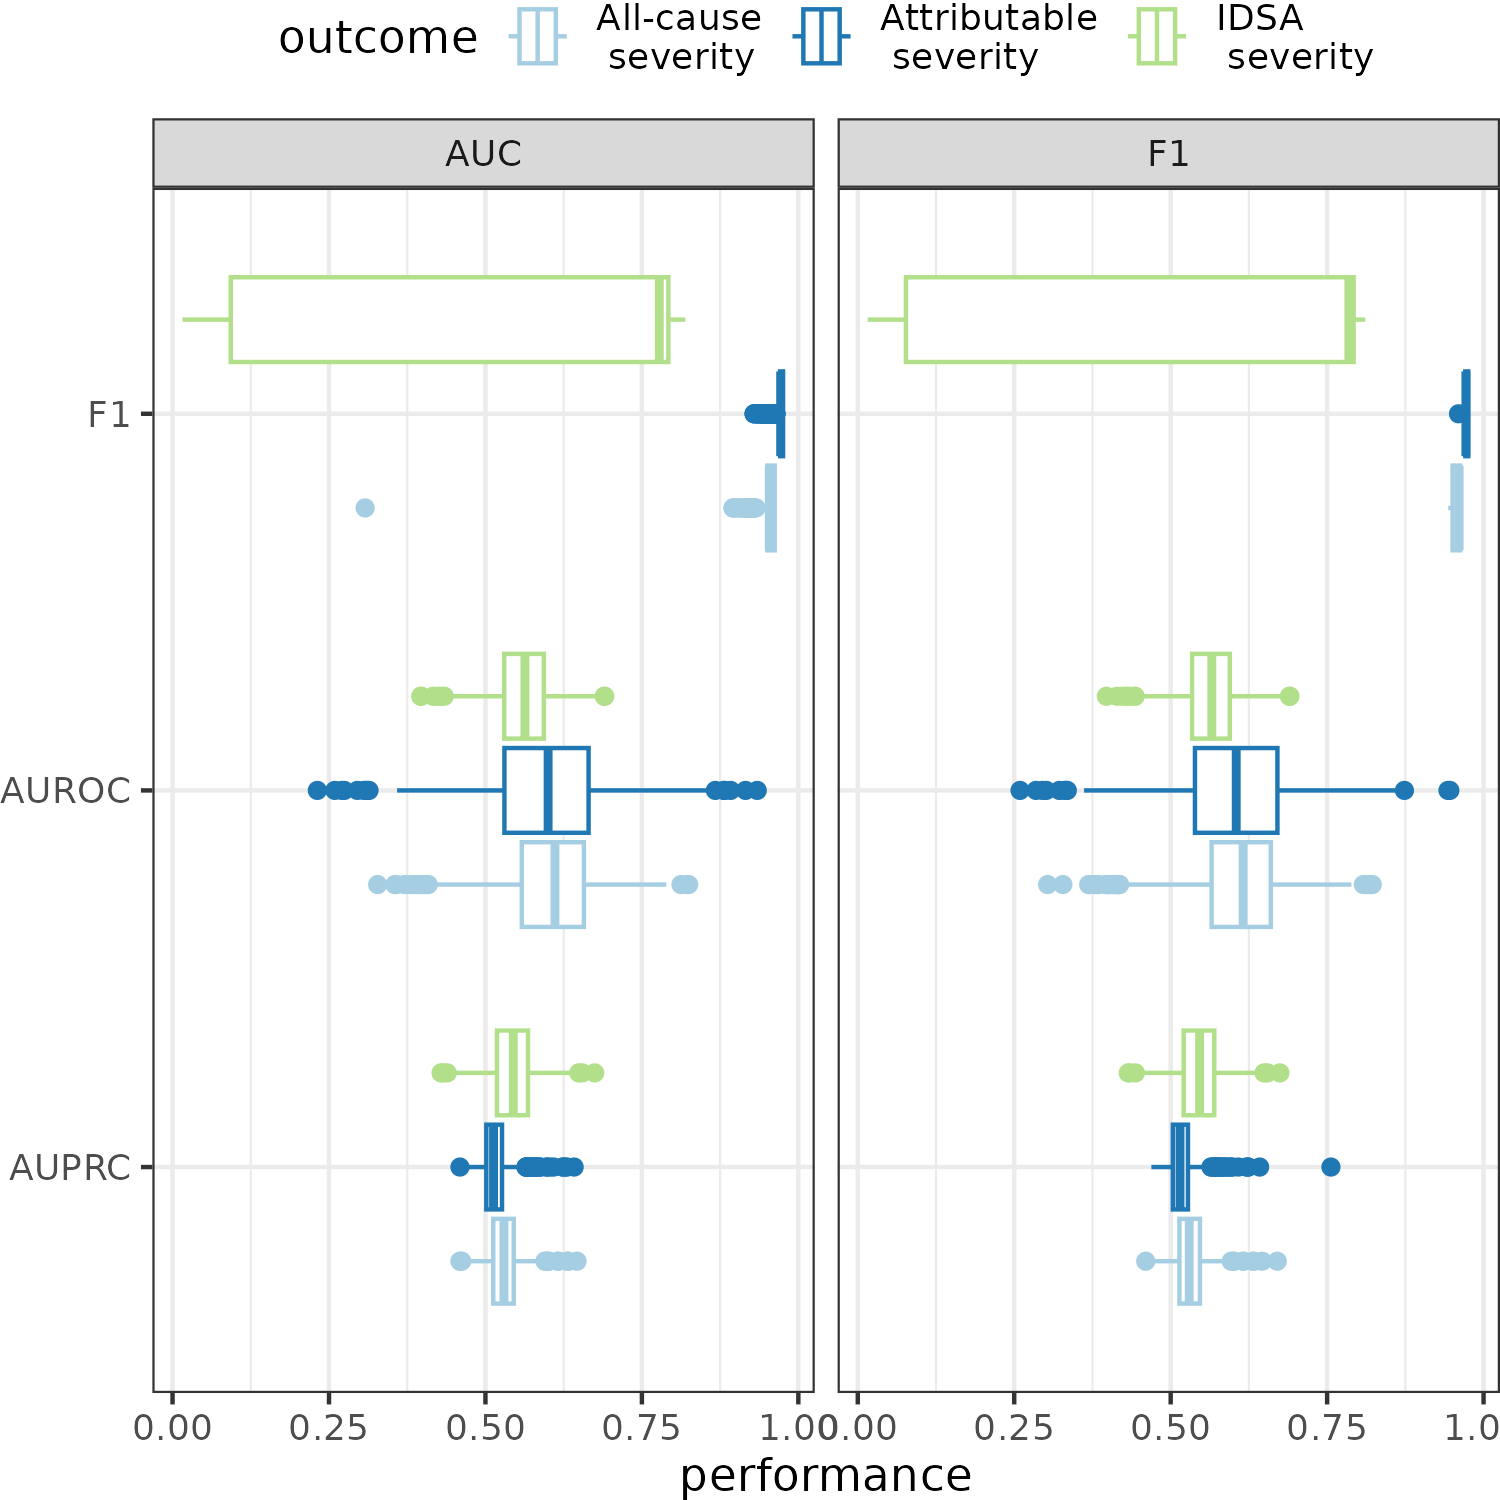 outcome
All-cause
severity
Attributable
severity
IDSA
severity
AUC
F1
F1
AUROC
AUPRC
0.00 0.25 0.50 0.75 1.00 0.00 0.25 0.50 0.75 1.0
performance